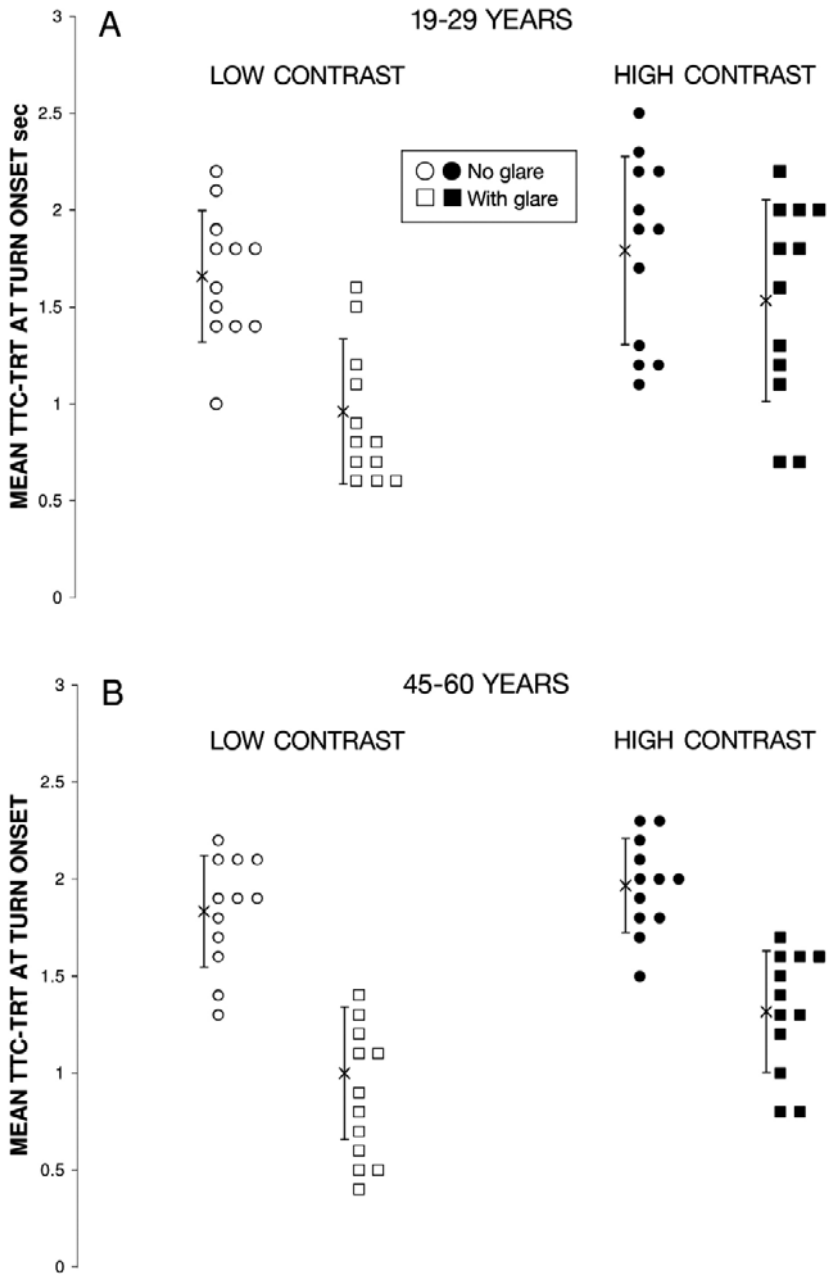 A
19-29 YEARS
LOW CONTRAST
HIGH CONTRAST
No glare
With glare
MEAN TTC-TRT AT TURN ONSET sec
3
2.5
2
1.5
1
0.5
0
B
45-60 YEARS
LOW CONTRAST
HIGH CONTRAST
MEAN TTC-TRT AT TURN ONSET
3
2.5
2
1.5
1
0.5
0